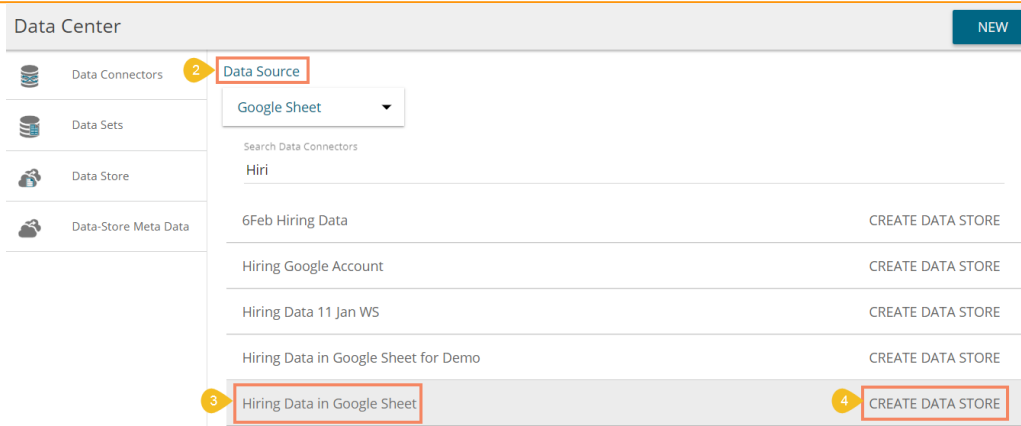 Data Center
NEW
Data Connectors
Data Sets
Data Store
Data-Store Meta Data
2
Data Source
Google Sheet
Search Data Connectors
Hiri
6Feb Hiring Data CREATE DATA STORE
Hiring Google Account CREATE DATA STORE
Hiring Data 11 Jan WS CREATE DATA STORE
Hiring Data in Google Sheet for Demo CREATE DATA STORE
3 Hiring Data in Google Sheet 4 CREATE DATA STORE